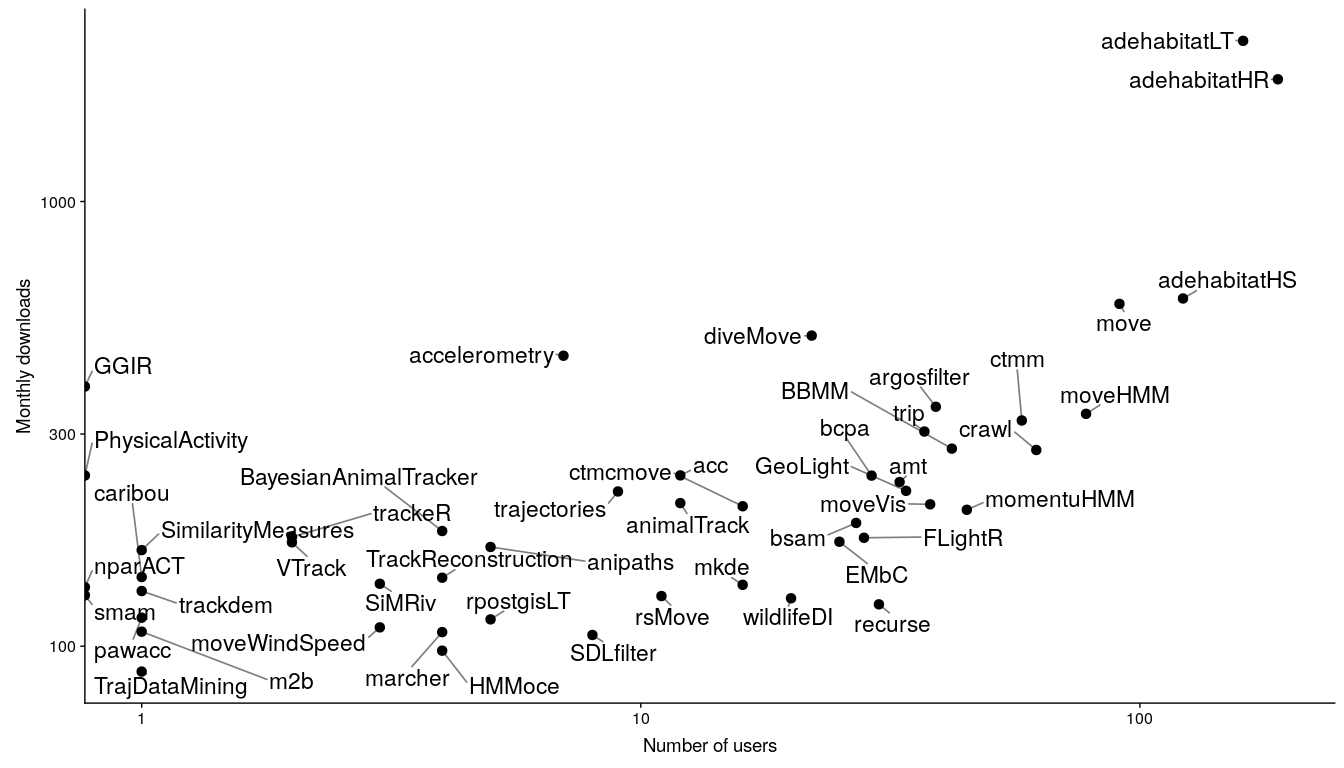 adehabitatLT
adehabitatHR
1000
adehabitatHS
move
diveMove
accelerometry
ctmm
GGIR
argosfilter
BBMM
moveHMM
trip
300
crawl
bcpa
PhysicalActivity
GeoLight
acc
amt
ctmcmove
BayesianAnimalTracker
caribou
momentuHMM
moveVis
trajectories
trackeR
animalTrack
SimilarityMeasures
bsam
FLightR
TrackReconstruction
anipaths
nparACT
VTrack
mkde
EMbC
SiMRiv
rpostgisLT
trackdem
smam
rsMove
wildlifeDI
recurse
moveWindSpeed
100
pawacc
SDLfilter
marcher
m2b
TrajDataMining
HMMoce
1
10
100
Number of users
Monthly downloads